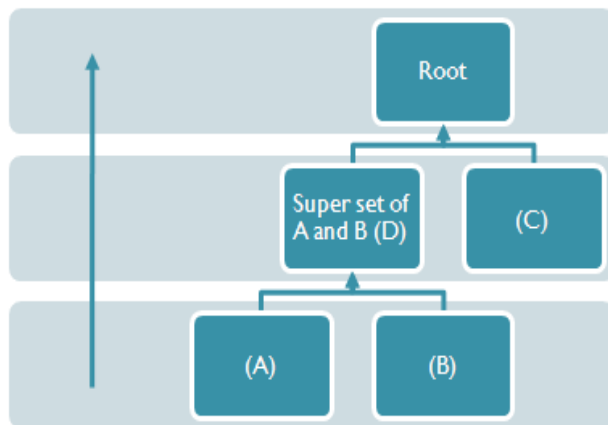 Root
Super set of
A and B (D)
(C)
(A)
(B)